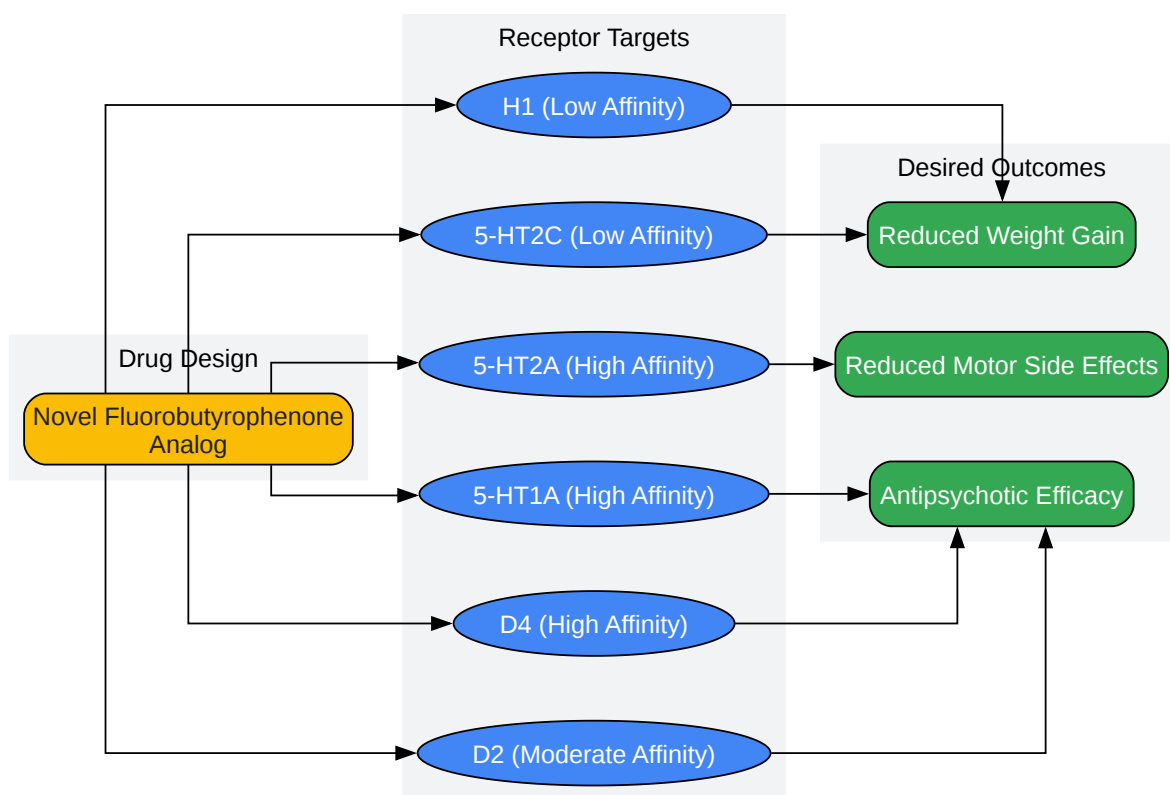 Receptor Targets
H1 (Low Affinity)
Desired Outcomes
5-HT2C (Low Affinity)
Reduced Weight Gain
Drug Design
5-HT2A (High Affinity)
Reduced Motor Side Effects
Novel Fluorobutyrophenone
Analog
5-HT1A (High Affinity)
Antipsychotic Efficacy
D4 (High Affinity)
D2 (Moderate Affinity)